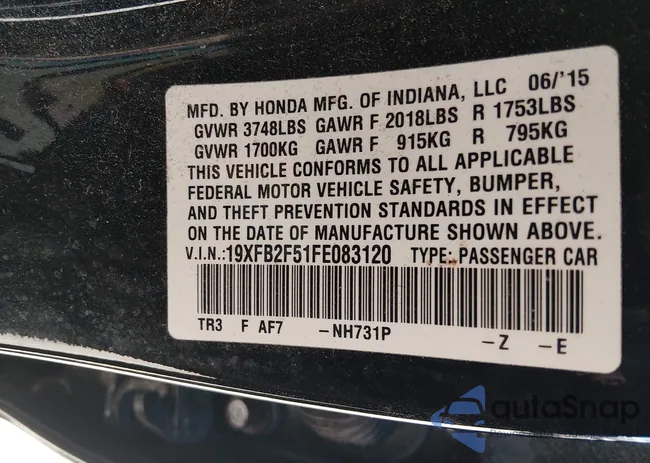 MFD. BY HONDA MFG. OF INDIANA, LLC 06/'15
GVWR 3748LBS GAWR F 2018LBS R 1753LBS
GVWR 1700KG GAWR F 915KG R 795KG
THIS VEHICLE CONFORMS TO ALL APPLICABLE
FEDERAL MOTOR VEHICLE SAFETY, BUMPER,
AND THEFT PREVENTION STANDARDS IN EFFECT
ON THE DATE OF MANUFACTURE SHOWN ABOVE.
V.I.N.: 19XFB2F51FE083120 TYPE: PASSENGER CAR
TR3 F AF7 -NH731P -Z -E
autoSnap